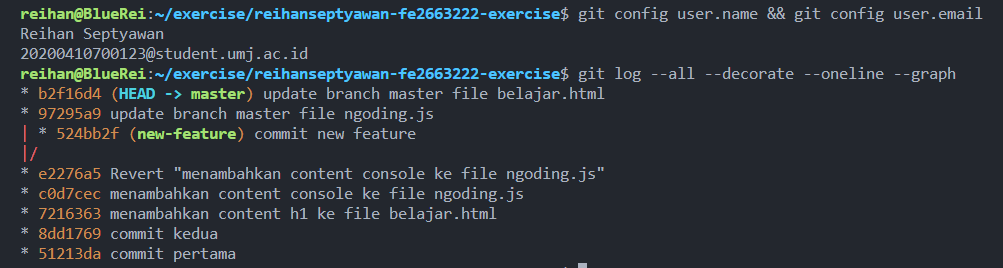 reihan@BlueRei:~/exercise/reihanseptyawan-fe2663222-exercise$ git config user.name && git config user.email
Reihan Septyawan
20200410700123@student.umj.ac.id
reihan@BlueRei:~/exercise/reihanseptyawan-fe2663222-exercise$ git log --all --decorate --oneline --graph
* b2f16d4 (HEAD -> master) update branch master file belajar.html
* 97295a9 update branch master file ngoding.js
| * 524bb2f (new-feature) commit new feature
|/
* e2276a5 Revert "menambahkan content console ke file ngoding.js"
* c0d7cec menambahkan content console ke file ngoding.js
* 7216363 menambahkan content h1 ke file belajar.html
* 8dd1769 commit kedua
* 51213da commit pertama